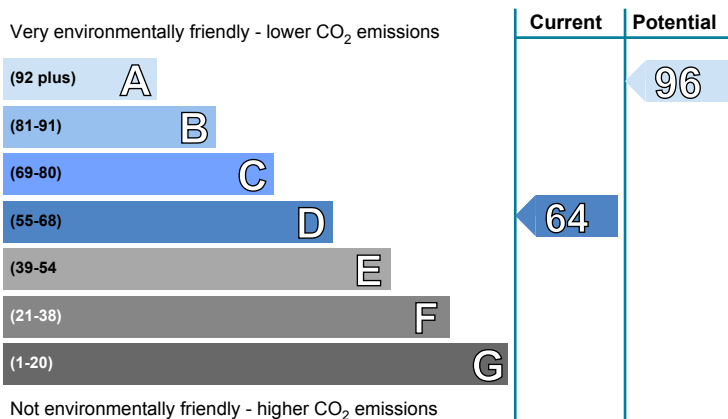 Current Potential
Very environmentally friendly - lower CO2 emissions
(92 plus) A 96
(81-91) B
(69-80) C
(55-68) D 64
(39-54 E
(21-38) F
(1-20) G
Not environmentally friendly - higher CO2 emissions